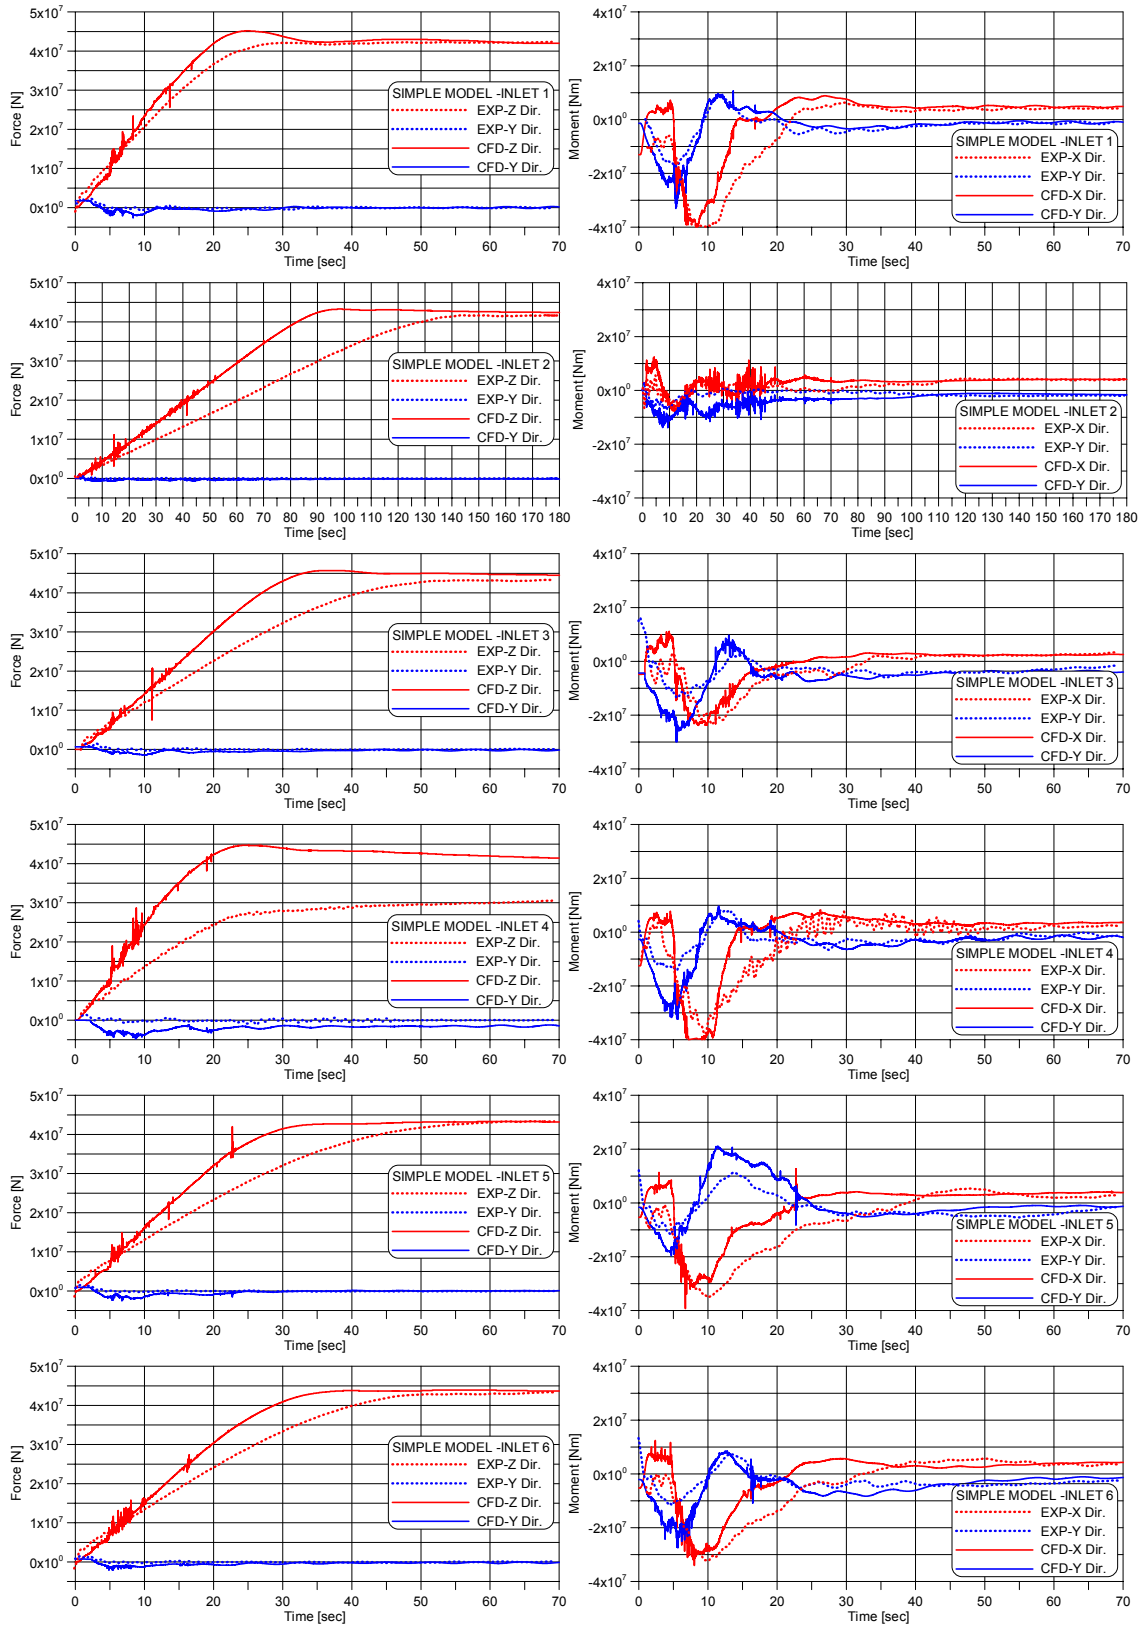 5x10^7
4x10^7
3x10^7
2x10^7
1x10^7
0x10^0
Force [N]
SIMPLE MODEL -INLET 1
EXP-Z Dir.
EXP-Y Dir.
CFD-Z Dir.
CFD-Y Dir.
0 10 20 30 40 50 60 70
Time [sec]
4x10^7
2x10^7
0x10^0
-2x10^7
-4x10^7
Moment [Nm]
SIMPLE MODEL -INLET 1
EXP-X Dir.
EXP-Y Dir.
CFD-X Dir.
CFD-Y Dir.
0 10 20 30 40 50 60 70
Time [sec]
5x10^7
4x10^7
3x10^7
2x10^7
1x10^7
0x10^0
Force [N]
SIMPLE MODEL -INLET 2
EXP-Z Dir.
EXP-Y Dir.
CFD-Z Dir.
CFD-Y Dir.
0 10 20 30 40 50 60 70 80 90 100 110 120 130 140 150 160 170 180
Time [sec]
4x10^7
2x10^7
0x10^0
-2x10^7
-4x10^7
Moment [Nm]
SIMPLE MODEL -INLET 2
EXP-X Dir.
EXP-Y Dir.
CFD-X Dir.
CFD-Y Dir.
0 10 20 30 40 50 60 70 80 90 100 110 120 130 140 150 160 170 180
Time [sec]
5x10^7
4x10^7
3x10^7
2x10^7
1x10^7
0x10^0
Force [N]
SIMPLE MODEL -INLET 3
EXP-Z Dir.
EXP-Y Dir.
CFD-Z Dir.
CFD-Y Dir.
0 10 20 30 40 50 60 70
Time [sec]
4x10^7
2x10^7
0x10^0
-2x10^7
-4x10^7
Moment [Nm]
SIMPLE MODEL -INLET 3
EXP-X Dir.
EXP-Y Dir.
CFD-X Dir.
CFD-Y Dir.
0 10 20 30 40 50 60 70
Time [sec]
5x10^7
4x10^7
3x10^7
2x10^7
1x10^7
0x10^0
Force [N]
SIMPLE MODEL -INLET 4
EXP-Z Dir.
EXP-Y Dir.
CFD-Z Dir.
CFD-Y Dir.
0 10 20 30 40 50 60 70
Time [sec]
4x10^7
2x10^7
0x10^0
-2x10^7
-4x10^7
Moment [Nm]
SIMPLE MODEL -INLET 4
EXP-X Dir.
EXP-Y Dir.
CFD-X Dir.
CFD-Y Dir.
0 10 20 30 40 50 60 70
Time [sec]
5x10^7
4x10^7
3x10^7
2x10^7
1x10^7
0x10^0
Force [N]
SIMPLE MODEL -INLET 5
EXP-Z Dir.
EXP-Y Dir.
CFD-Z Dir.
CFD-Y Dir.
0 10 20 30 40 50 60 70
Time [sec]
4x10^7
2x10^7
0x10^0
-2x10^7
-4x10^7
Moment [Nm]
SIMPLE MODEL -INLET 5
EXP-X Dir.
EXP-Y Dir.
CFD-X Dir.
CFD-Y Dir.
0 10 20 30 40 50 60 70
Time [sec]
5x10^7
4x10^7
3x10^7
2x10^7
1x10^7
0x10^0
Force [N]
SIMPLE MODEL -INLET 6
EXP-Z Dir.
EXP-Y Dir.
CFD-Z Dir.
CFD-Y Dir.
0 10 20 30 40 50 60 70
Time [sec]
4x10^7
2x10^7
0x10^0
-2x10^7
-4x10^7
Moment [Nm]
SIMPLE MODEL -INLET 6
EXP-X Dir.
EXP-Y Dir.
CFD-X Dir.
CFD-Y Dir.
0 10 20 30 40 50 60 70
Time [sec]